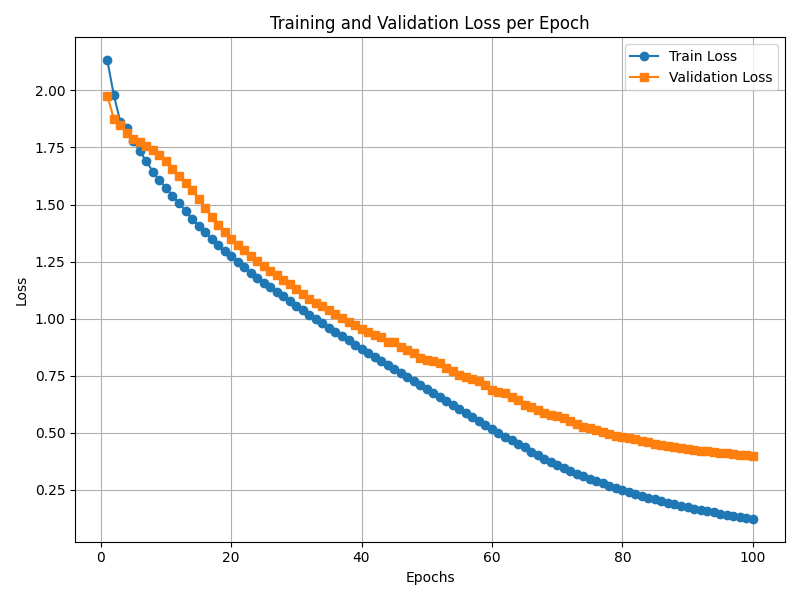 Training and Validation Loss per Epoch
Train Loss
Validation Loss
2.00
1.75
1.50
1.25
1.00
0.75
0.50
0.25
Loss
0 20 40 60 80 100
Epochs